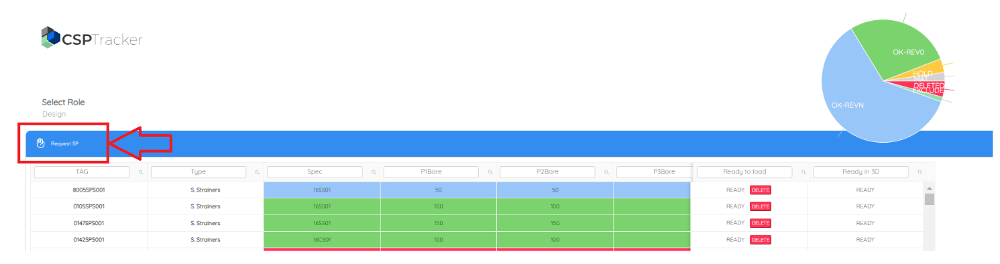 CSPTracker
OK-REV0
HOLD
MAT
DELETED
EXCLUDE
OK-REVN
Select Role
Design
Request SP
TAG Type Spec P1Bore P2Bore P3Bore Ready to load Ready in 3D
8005SPS001 S. Strainers 16SS01 50 50 READY DELETE READY
0105SPS001 S. Strainers 16SS01 100 100 READY DELETE READY
0147SPS001 S. Strainers 16SS01 150 150 READY DELETE READY
0142SPS001 S. Strainers 16CS01 100 100 READY DELETE READY